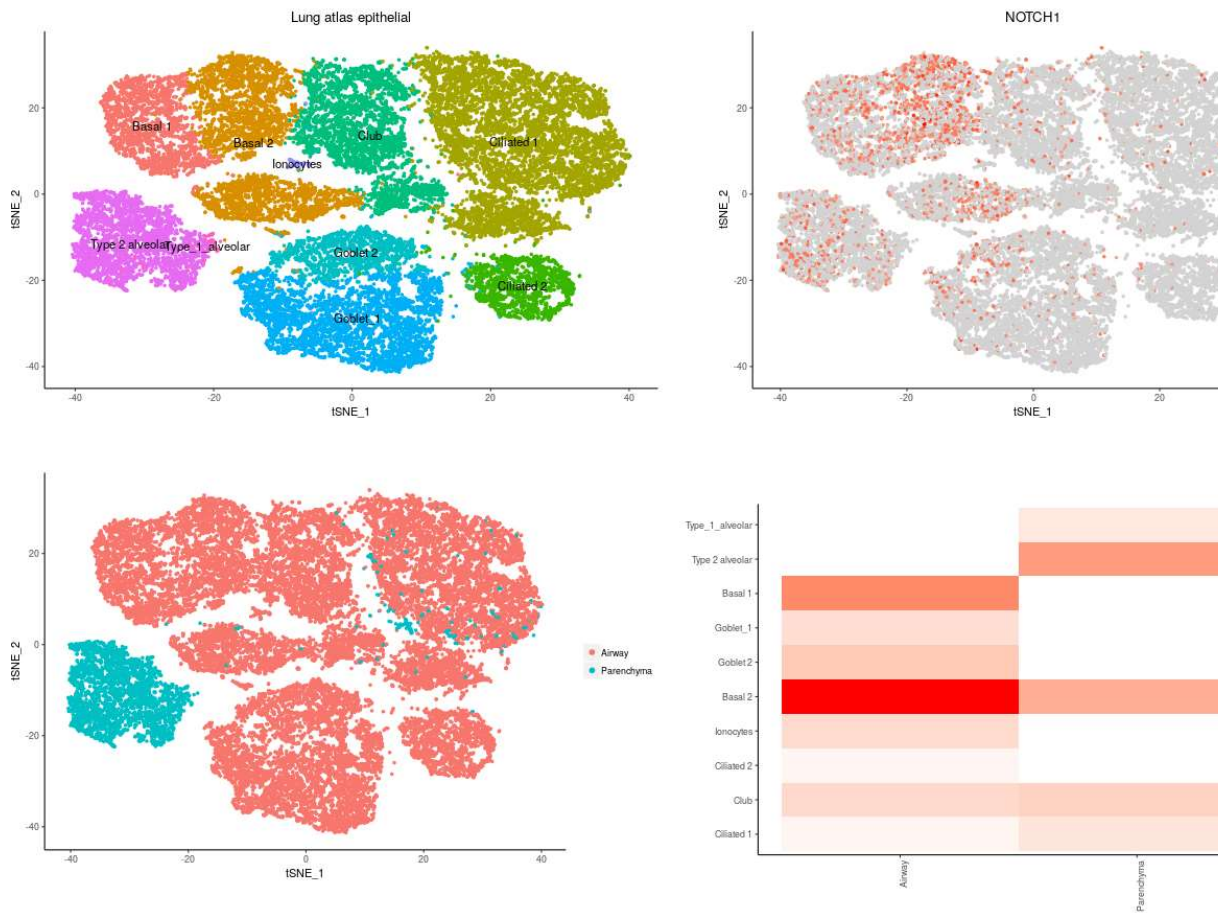 Lung atlas epithelial
NOTCH1
20
0
-20
-40
tSNE_2
Basal 1
Basal 2
Club
Ciliated 1
Ionocytes
Type 2 alveolar
Type_1_alveolar
Goblet 2
Ciliated 2
Goblet_1
-40
-20
0
20
40
tSNE_1
20
0
-20
-40
tSNE_2
-40
-20
0
20
tSNE_1
20
0
-20
-40
tSNE_2
-40
-20
0
20
40
tSNE_1
Airway
Parenchyma
Type_1_alveolar
Type 2 alveolar
Basal 1
Goblet_1
Goblet 2
Basal 2
Ionocytes
Ciliated 2
Club
Ciliated 1
Airway
Parenchyma